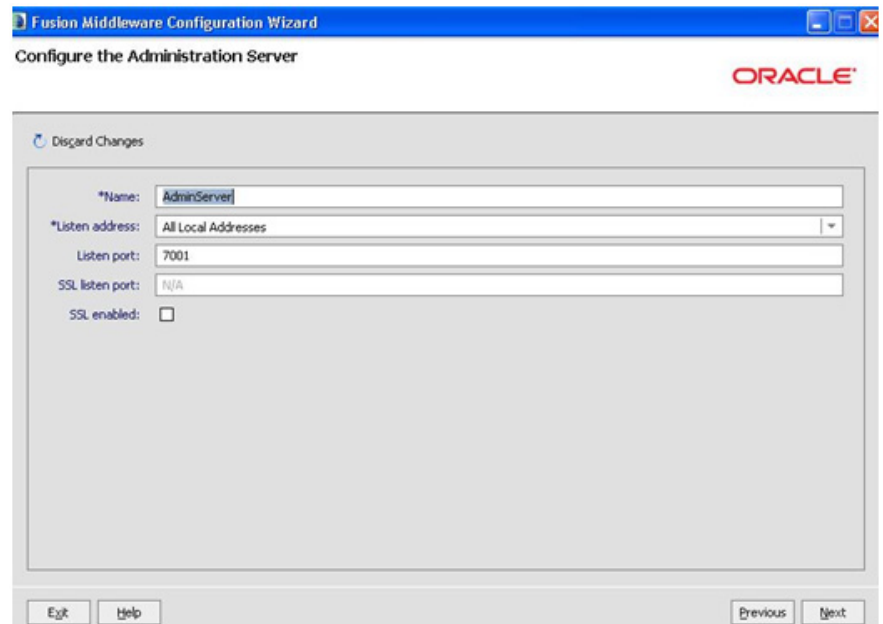 Fusion Middleware Configuration Wizard
Configure the Administration Server
ORACLE
Discard Changes
*Name: AdminServer
*Listen address: All Local Addresses
Listen port: 7001
SSL listen port: N/A
SSL enabled:
Exit Help Previous Next